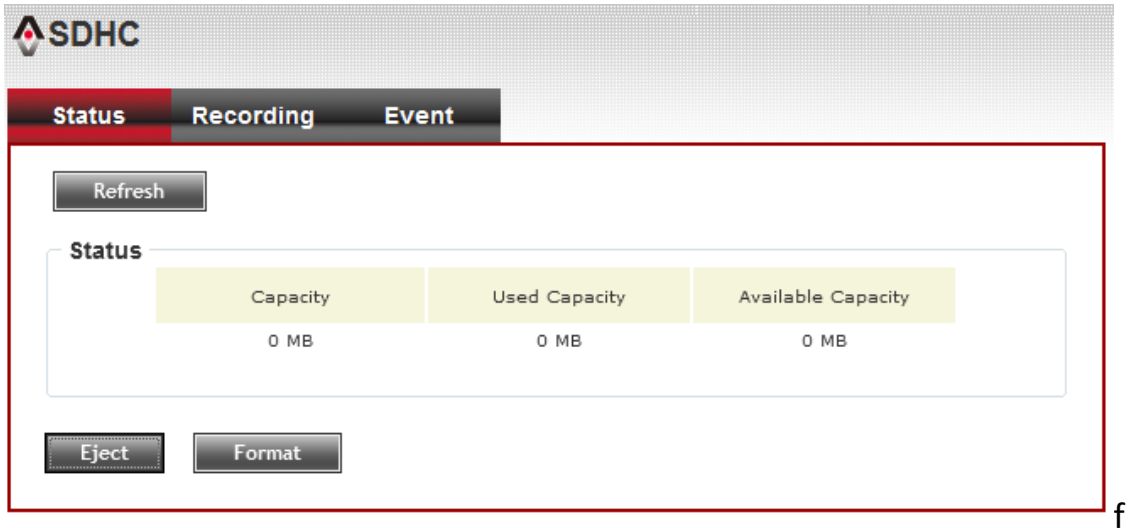 SDHC
Status Recording Event
Refresh
Status
Capacity Used Capacity Available Capacity
0 MB 0 MB 0 MB
Eject Format
f